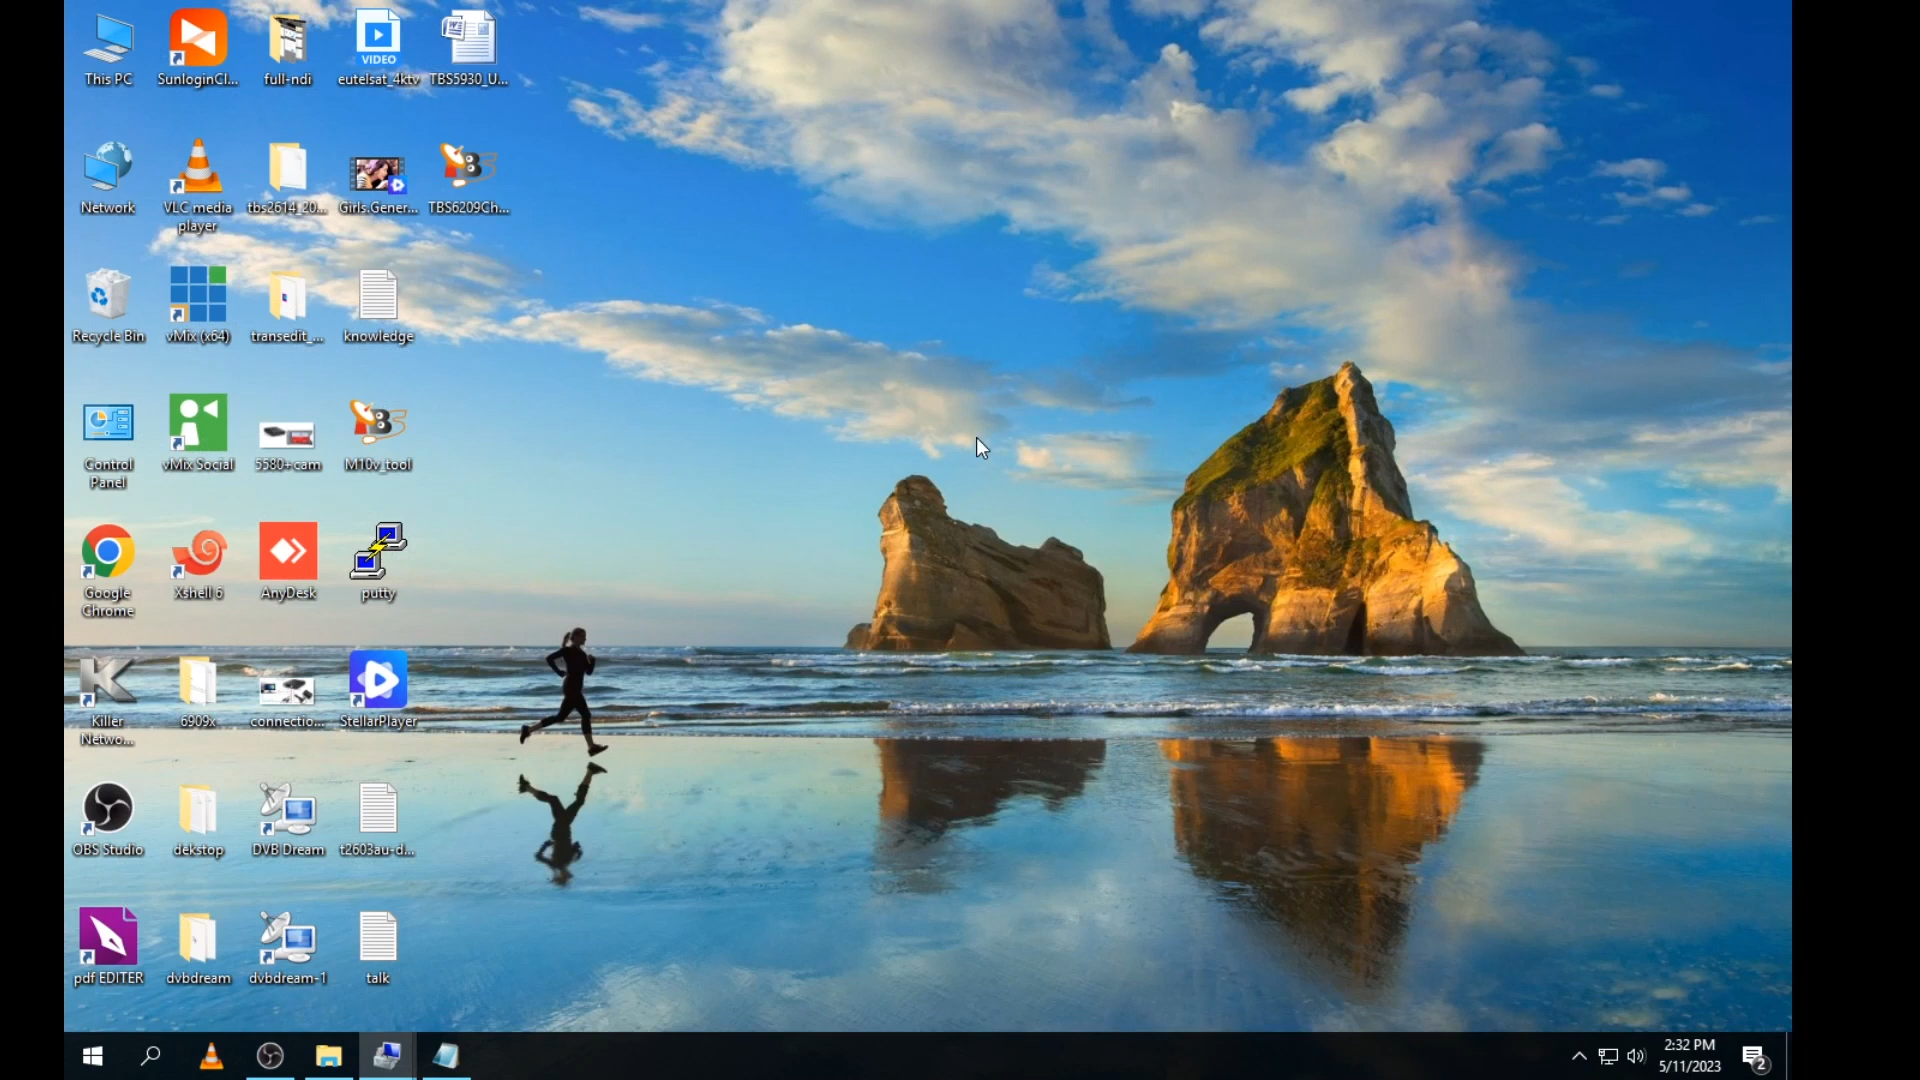 This PC
SunloginCl...
full-ndi
VIDEO
eutelsat_4ktv
TBS5930_U...
Network
VLC media
player
tbs2614_20...
Girls.Gener...
TBS6209Ch...
Recycle Bin
vMix (x64)
transedit_...
knowledge
Control
Panel
vMix Social
5580+cam
M10v_tool
Google
Chrome
Xshell 6
AnyDesk
putty
Killer
Netwo...
6909x
connectio...
StellarPlayer
OBS Studio
dekstop
DVB Dream
t2603au-d...
pdf EDITER
dvbdream
dvbdream-1
talk
2:32 PM
5/11/2023
2